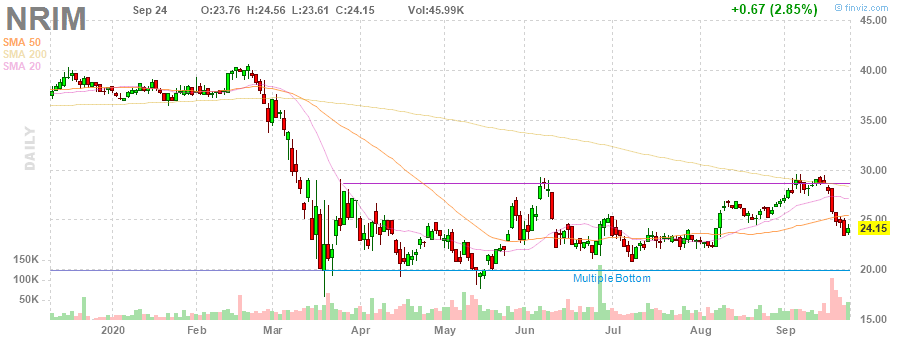 NRIM Sep 24 O:23.76 H:24.56 L:23.61 C:24.15 Vol:45.99K +0.67 (2.85%) © finviz.com
SMA 50
SMA 200
SMA 20
DAILY
45.00
40.00
35.00
30.00
25.00
24.15
150K
20.00
100K
Multiple Bottom
50K
15.00
2020 Feb Mar Apr May Jun Jul Aug Sep